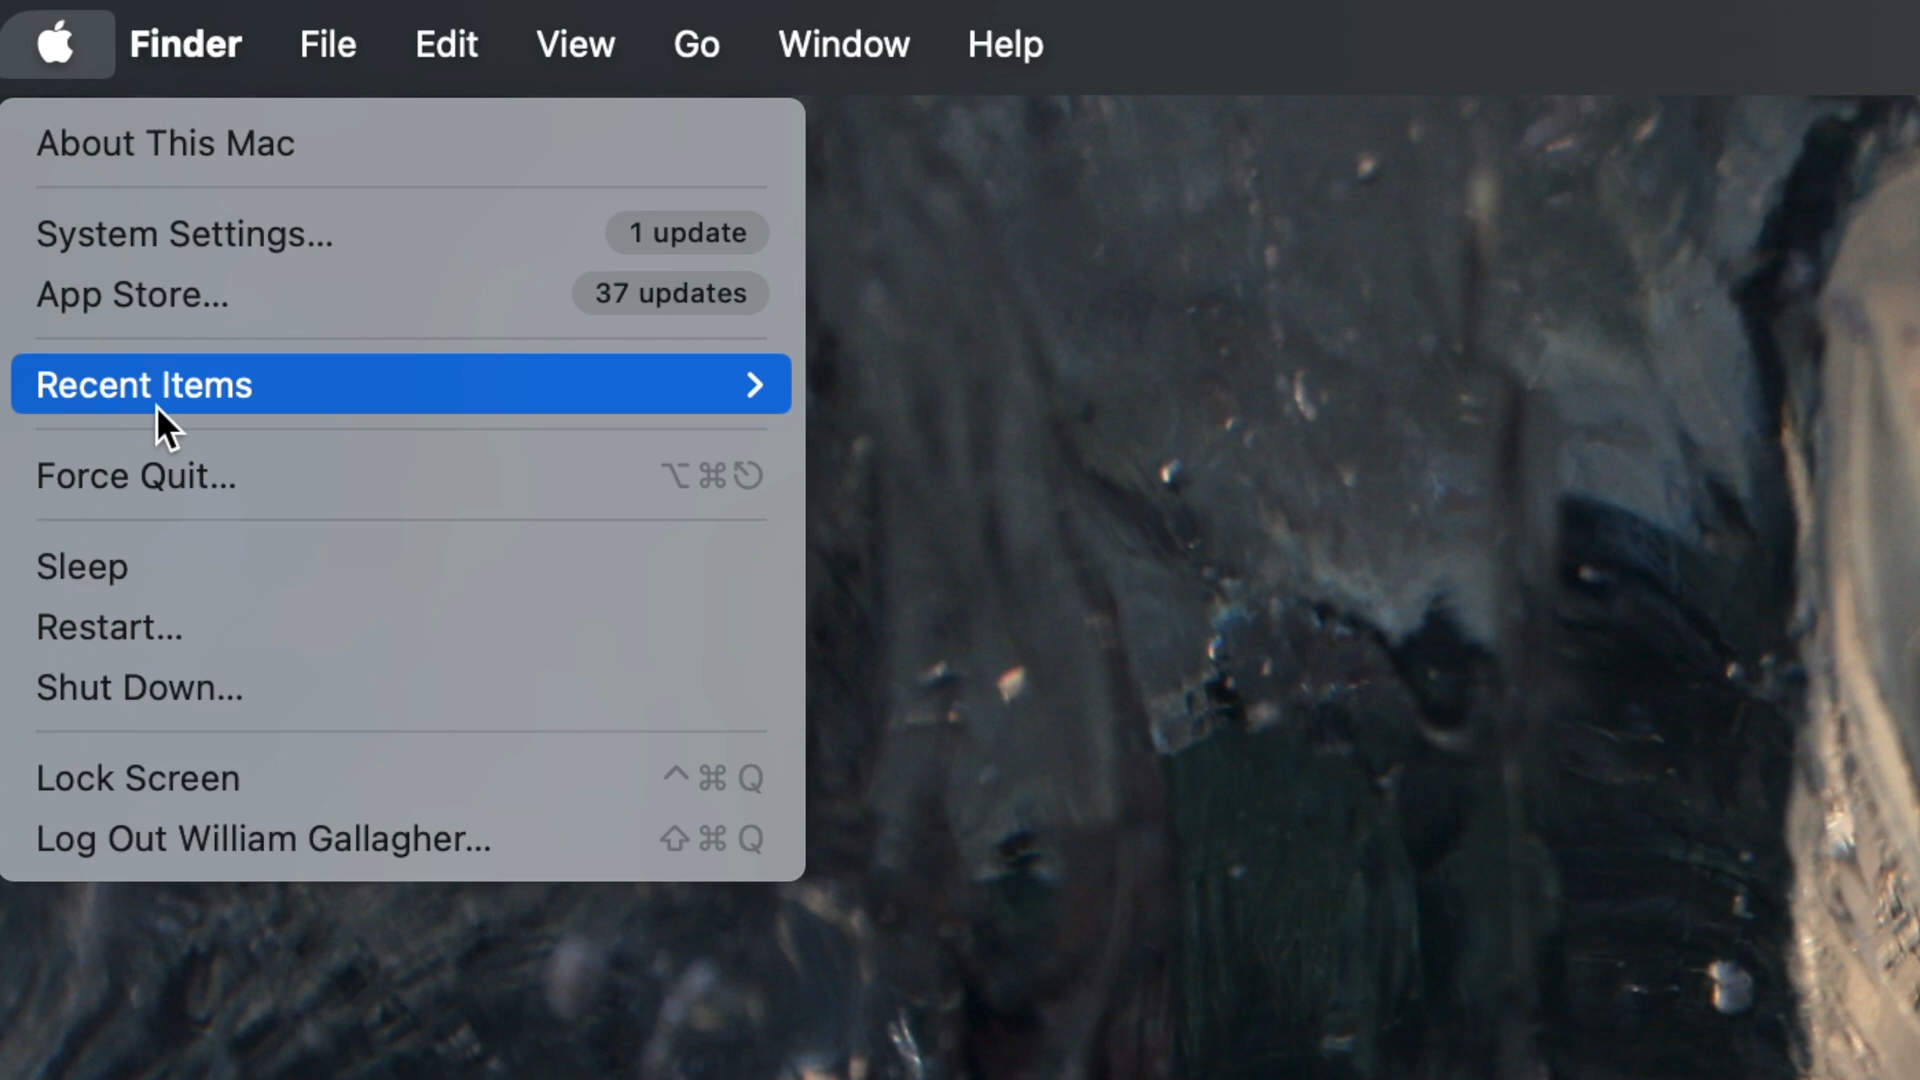 Finder File Edit View Go Window Help
About This Mac
System Settings... 1 update
App Store... 37 updates
Recent Items
Force Quit... ⌥⌘⎋
Sleep
Restart...
Shut Down...
Lock Screen ^⌘Q
Log Out William Gallagher... ⇧⌘Q